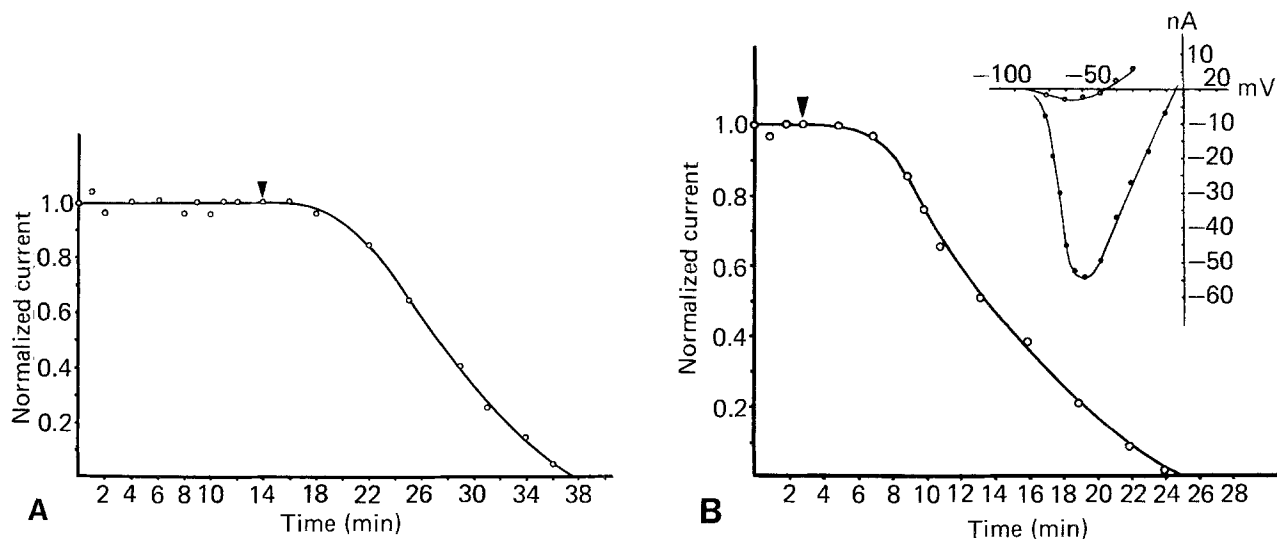 Normalized current
1.0
0.8
0.6
0.4
0.2
2 4 6 8 10 14 18 22 26 30 34 38
Time (min)
A
Normalized current
1.0
0.8
0.6
0.4
0.2
2 4 6 8 10 14 16 18 20 22 24 26 28
Time (min)
B
nA
10
−100 −50 20 mV
−10
−20
−30
−40
−50
−60